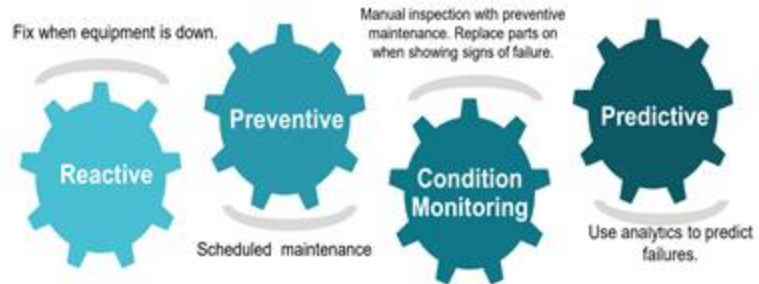 Fix when equipment is down.
Reactive
Preventive
Scheduled maintenance
Manual inspection with preventive
maintenance. Replace parts on
when showing signs of failure.
Condition
Monitoring
Predictive
Use analytics to predict
failures.